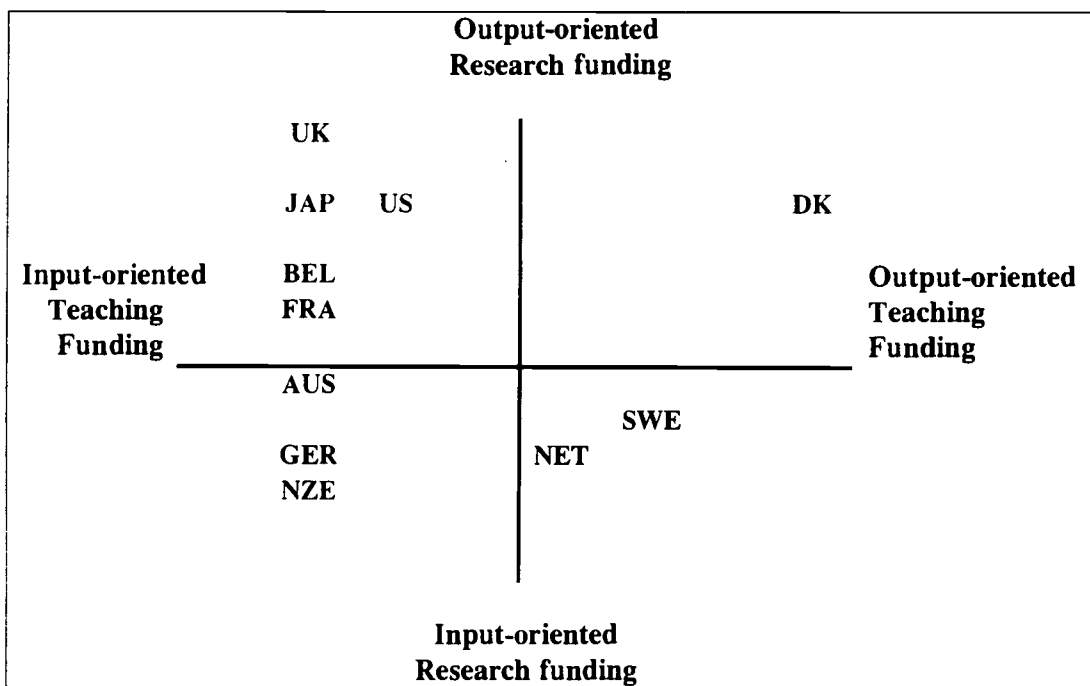 Output-oriented
Research funding
UK
JAP US DK
Input-oriented
Teaching
Funding
BEL
FRA
Output-oriented
Teaching
Funding
AUS
SWE
GER NET
NZE
Input-oriented
Research funding